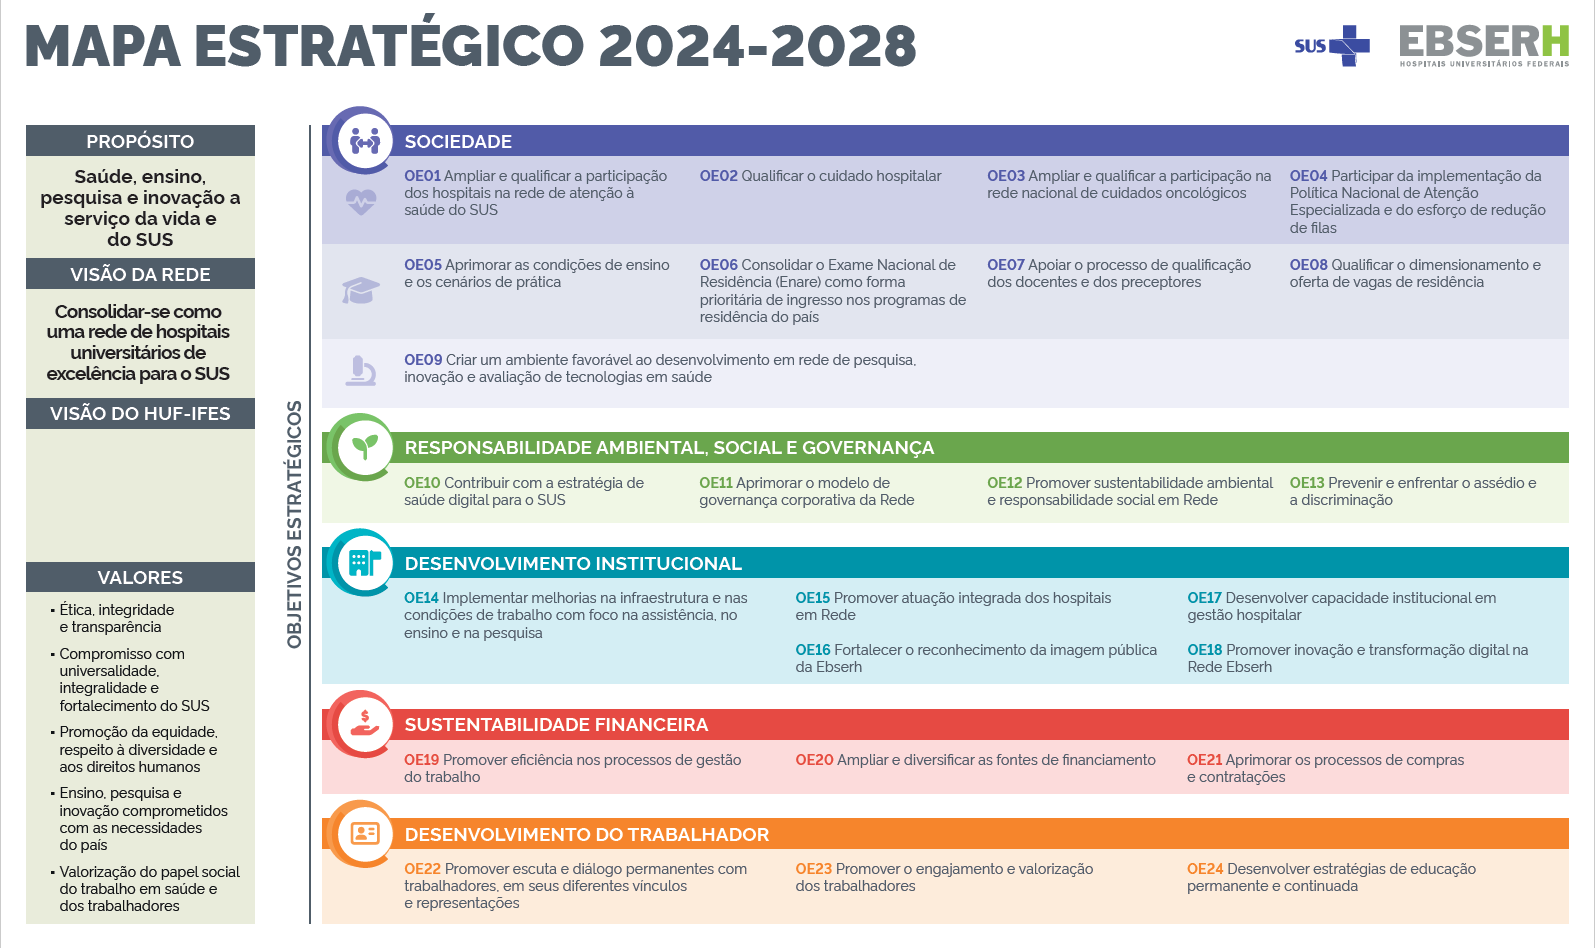 MAPA ESTRATÉGICO 2024-2028
SUS
EBSERH
HOSPITAIS UNIVERSITÁRIOS FEDERAIS
PROPÓSITO
Saúde, ensino,
pesquisa e inovação a
serviço da vida e
do SUS
VISÃO DA REDE
Consolidar-se como
uma rede de hospitais
universitários de
excelência para o SUS
VISÃO DO HUF-IFES
VALORES
▪ Ética, integridade
e transparência
▪ Compromisso com
universalidade,
integralidade e
fortalecimento do SUS
▪ Promoção da equidade,
respeito à diversidade e
aos direitos humanos
▪ Ensino, pesquisa e
inovação comprometidos
com as necessidades
do país
▪ Valorização do papel social
do trabalho em saúde e
dos trabalhadores
OBJETIVOS ESTRATÉGICOS
SOCIEDADE
OE01 Ampliar e qualificar a participação
dos hospitais na rede de atenção à
saúde do SUS
OE02 Qualificar o cuidado hospitalar
OE03 Ampliar e qualificar a participação na
rede nacional de cuidados oncológicos
OE04 Participar da implementação da
Política Nacional de Atenção
Especializada e do esforço de redução
de filas
OE05 Aprimorar as condições de ensino
e os cenários de prática
OE06 Consolidar o Exame Nacional de
Residência (Enare) como forma
prioritária de ingresso nos programas de
residência do país
OE07 Apoiar o processo de qualificação
dos docentes e dos preceptores
OE08 Qualificar o dimensionamento e
oferta de vagas de residência
OE09 Criar um ambiente favorável ao desenvolvimento em rede de pesquisa,
inovação e avaliação de tecnologias em saúde
RESPONSABILIDADE AMBIENTAL, SOCIAL E GOVERNANÇA
OE10 Contribuir com a estratégia de
saúde digital para o SUS
OE11 Aprimorar o modelo de
governança corporativa da Rede
OE12 Promover sustentabilidade ambiental
e responsabilidade social em Rede
OE13 Prevenir e enfrentar o assédio e
a discriminação
DESENVOLVIMENTO INSTITUCIONAL
OE14 Implementar melhorias na infraestrutura e nas
condições de trabalho com foco na assistência, no
ensino e na pesquisa
OE15 Promover atuação integrada dos hospitais
em Rede
OE16 Fortalecer o reconhecimento da imagem pública
da Ebserh
OE17 Desenvolver capacidade institucional em
gestão hospitalar
OE18 Promover inovação e transformação digital na
Rede Ebserh
$
SUSTENTABILIDADE FINANCEIRA
OE19 Promover eficiência nos processos de gestão
do trabalho
OE20 Ampliar e diversificar as fontes de financiamento
OE21 Aprimorar os processos de compras
e contratações
DESENVOLVIMENTO DO TRABALHADOR
OE22 Promover escuta e diálogo permanentes com
trabalhadores, em seus diferentes vínculos
e representações
OE23 Promover o engajamento e valorização
dos trabalhadores
OE24 Desenvolver estratégias de educação
permanente e continuada